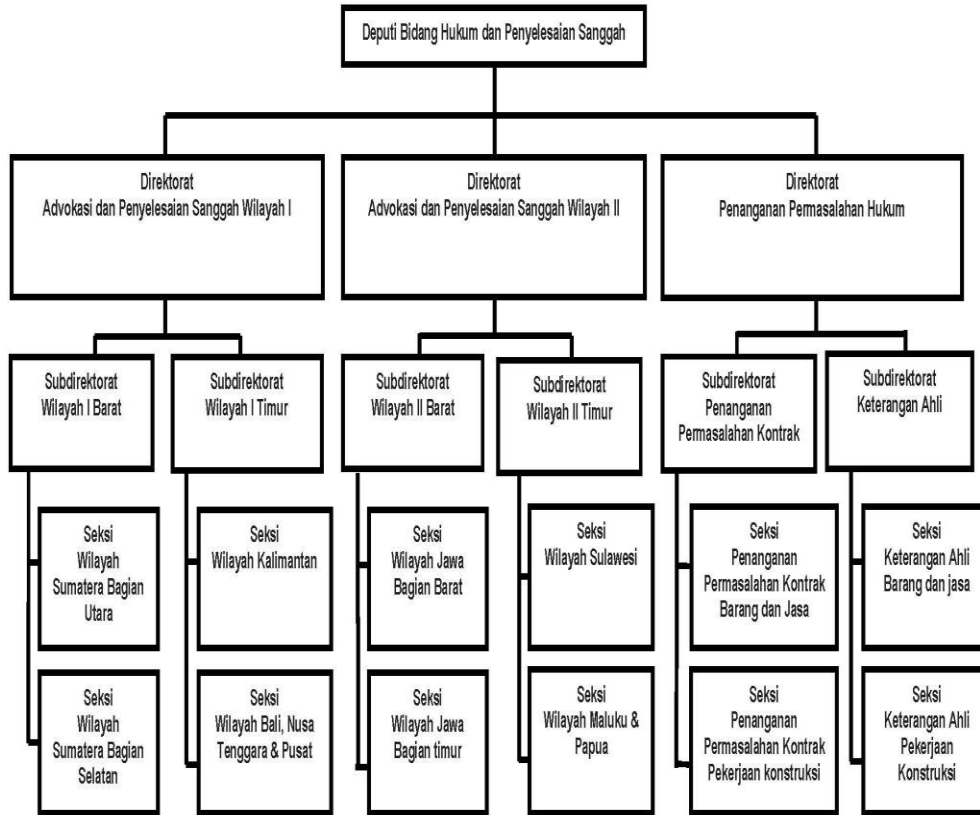 Deputi Bidang Hukum dan Penyelesaian Sanggah
Direktorat
Advokasi dan Penyelesaian Sanggah Wilayah I
Direktorat
Advokasi dan Penyelesaian Sanggah Wilayah II
Direktorat
Penanganan Permasalahan Hukum
Subdirektorat
Wilayah I Barat
Subdirektorat
Wilayah I Timur
Subdirektorat
Wilayah II Barat
Subdirektorat
Wilayah II Timur
Subdirektorat
Penanganan
Permasalahan Kontrak
Subdirektorat
Keterangan Ahli
Seksi
Wilayah
Sumatera Bagian
Utara
Seksi
Wilayah Kalimantan
Seksi
Wilayah Jawa
Bagian Barat
Seksi
Wilayah Sulawesi
Seksi
Penanganan
Permasalahan Kontrak
Barang dan Jasa
Seksi
Keterangan Ahli
Barang dan jasa
Seksi
Wilayah
Sumatera Bagian
Selatan
Seksi
Wilayah Bali, Nusa
Tenggara & Pusat
Seksi
Wilayah Jawa
Bagian timur
Seksi
Wilayah Maluku &
Papua
Seksi
Penanganan
Permasalahan Kontrak
Pekerjaan konstruksi
Seksi
Keterangan Ahli
Pekerjaan
Konstruksi